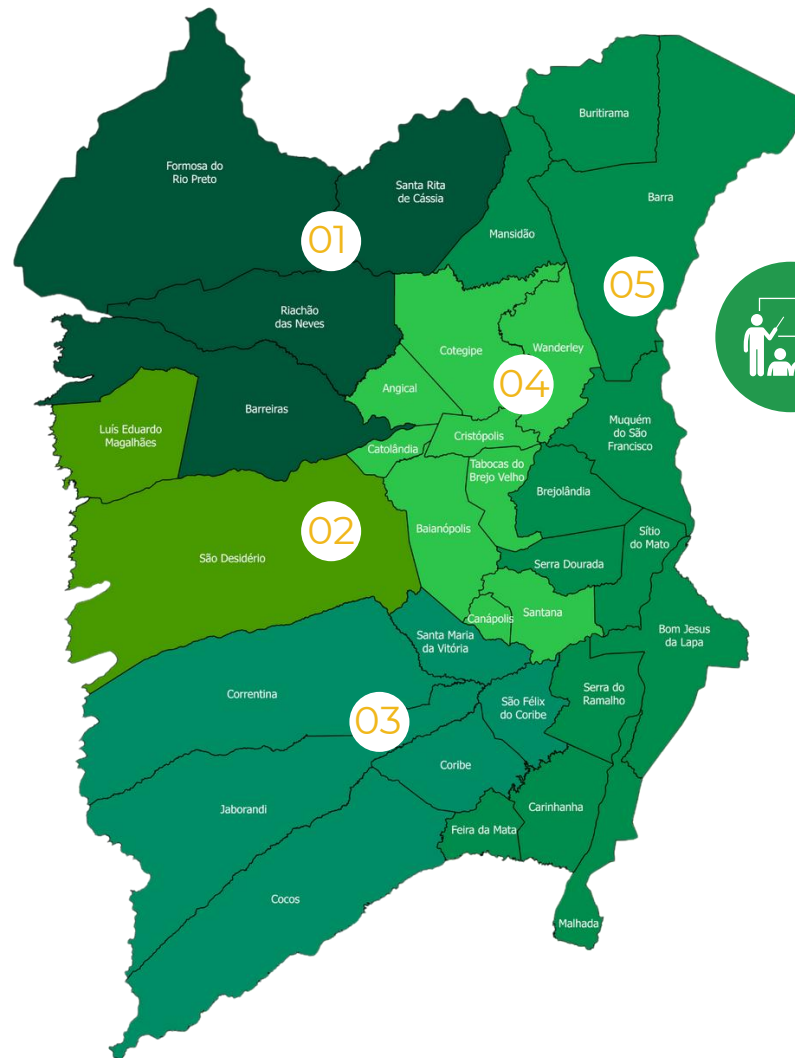 Buritirama
Formosa do
Rio Preto
Santa Rita
de Cássia
Barra
Mansidão
01
05
Riachão
das Neves
Cotegipe
Wanderley
04
Angical
Barreiras
Luís Eduardo
Magalhães
Muquém
do São
Francisco
Cristópolis
Catolândia
Tabocas do
Brejo Velho
Brejolândia
02
Baianópolis
Sítio
do Mato
São Desidério
Serra Dourada
Canápolis
Santana
Santa Maria
da Vitória
Bom Jesus
da Lapa
Correntina
Serra do
Ramalho
São Félix
do Coribe
03
Coribe
Jaborandi
Carinhanha
Feira da Mata
Cocos
Malhada